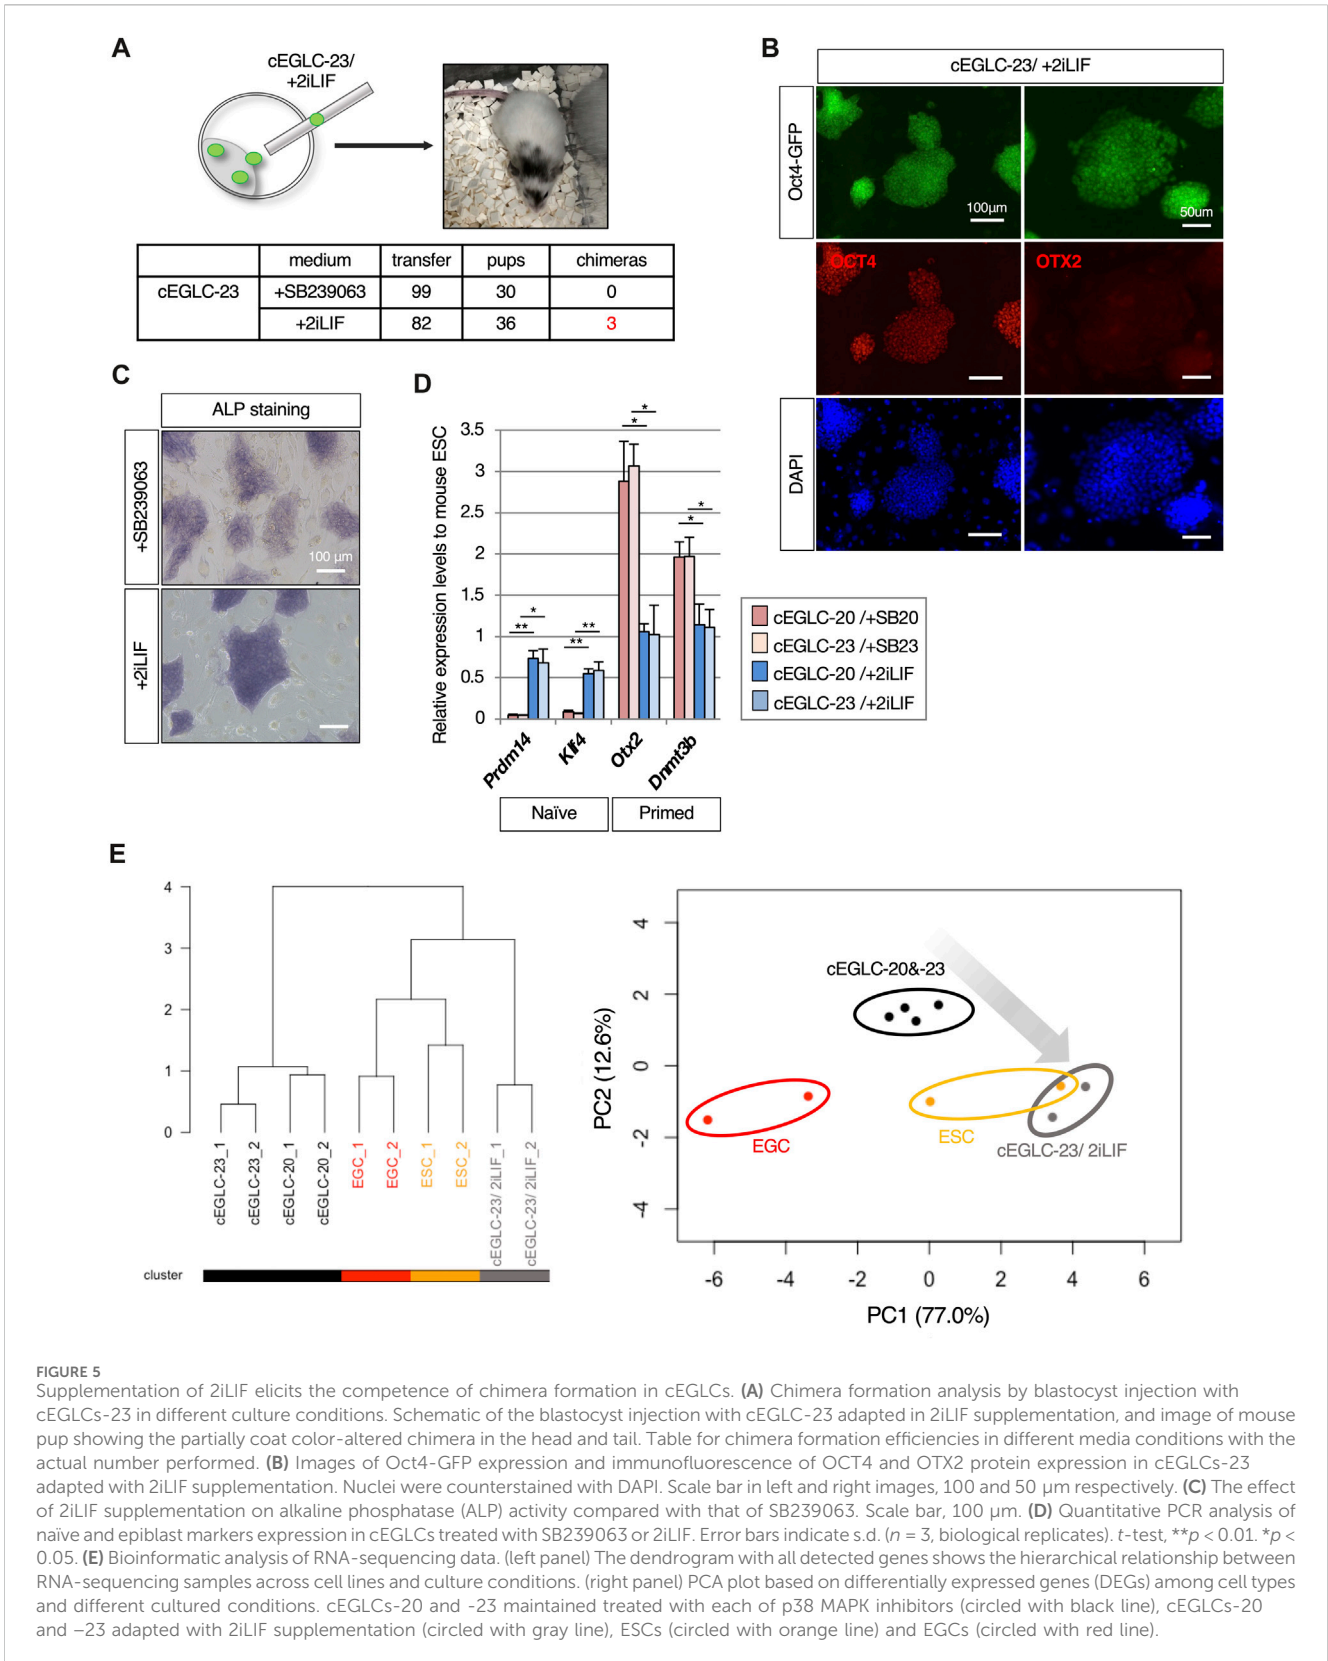 A
cEGLC-23/
+2iLIF
medium transfer pups chimeras
cEGLC-23 +SB239063 99 30 0
+2iLIF 82 36 3
B
cEGLC-23/ +2iLIF
Oct4-GFP
100μm
50um
OCT4
OTX2
DAPI
C
ALP staining
+SB239063
100 μm
+2iLIF
D
Relative expression levels to mouse ESC
3.5
3
2.5
2
1.5
1
0.5
0
** * ** ** * * * *
Prdm14 Klf4 Otx2 Dnmt3b
Naïve Primed
cEGLC-20 /+SB20
cEGLC-23 /+SB23
cEGLC-20 /+2iLIF
cEGLC-23 /+2iLIF
E
4
3
2
1
0
cEGLC-23_1
cEGLC-23_2
cEGLC-20_1
cEGLC-20_2
EGC_1
EGC_2
ESC_1
ESC_2
cEGLC-23/ 2iLIF_1
cEGLC-23/ 2iLIF_2
cluster
PC2 (12.6%)
4
2
0
-2
-4
cEGLC-20&-23
EGC
ESC
cEGLC-23/ 2iLIF
-6 -4 -2 0 2 4 6
PC1 (77.0%)
FIGURE 5
Supplementation of 2iLIF elicits the competence of chimera formation in cEGLCs. (A) Chimera formation analysis by blastocyst injection with
cEGLCs-23 in different culture conditions. Schematic of the blastocyst injection with cEGLC-23 adapted in 2iLIF supplementation, and image of mouse
pup showing the partially coat color-altered chimera in the head and tail. Table for chimera formation efficiencies in different media conditions with the
actual number performed. (B) Images of Oct4-GFP expression and immunofluorescence of OCT4 and OTX2 protein expression in cEGLCs-23
adapted with 2iLIF supplementation. Nuclei were counterstained with DAPI. Scale bar in left and right images, 100 and 50 μm respectively. (C) The effect
of 2iLIF supplementation on alkaline phosphatase (ALP) activity compared with that of SB239063. Scale bar, 100 μm. (D) Quantitative PCR analysis of
naïve and epiblast markers expression in cEGLCs treated with SB239063 or 2iLIF. Error bars indicate s.d. (n = 3, biological replicates). t-test, **p < 0.01. *p <
0.05. (E) Bioinformatic analysis of RNA-sequencing data. (left panel) The dendrogram with all detected genes shows the hierarchical relationship between
RNA-sequencing samples across cell lines and culture conditions. (right panel) PCA plot based on differentially expressed genes (DEGs) among cell types
and different cultured conditions. cEGLCs-20 and -23 maintained treated with each of p38 MAPK inhibitors (circled with black line), cEGLCs-20
and –23 adapted with 2iLIF supplementation (circled with gray line), ESCs (circled with orange line) and EGCs (circled with red line).